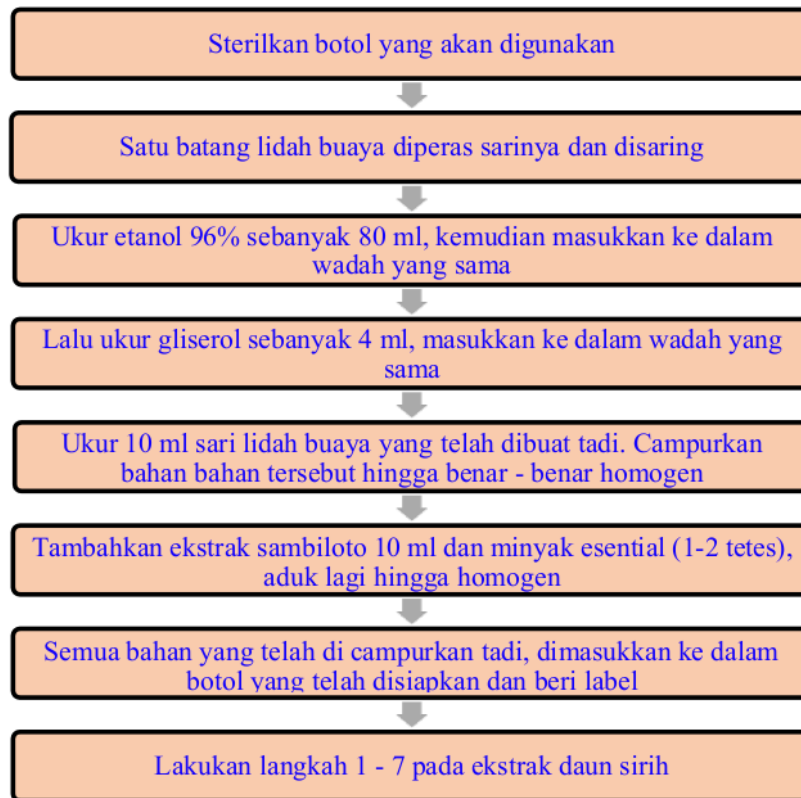 Sterilkan botol yang akan digunakan
Satu batang lidah buaya diperas sarinya dan disaring
Ukur etanol 96% sebanyak 80 ml, kemudian masukkan ke dalam
wadah yang sama
Lalu ukur gliserol sebanyak 4 ml, masukkan ke dalam wadah yang
sama
Ukur 10 ml sari lidah buaya yang telah dibuat tadi. Campurkan
bahan bahan tersebut hingga benar - benar homogen
Tambahkan ekstrak sambiloto 10 ml dan minyak esential (1-2 tetes),
aduk lagi hingga homogen
Semua bahan yang telah di campurkan tadi, dimasukkan ke dalam
botol yang telah disiapkan dan beri label
Lakukan langkah 1 - 7 pada ekstrak daun sirih